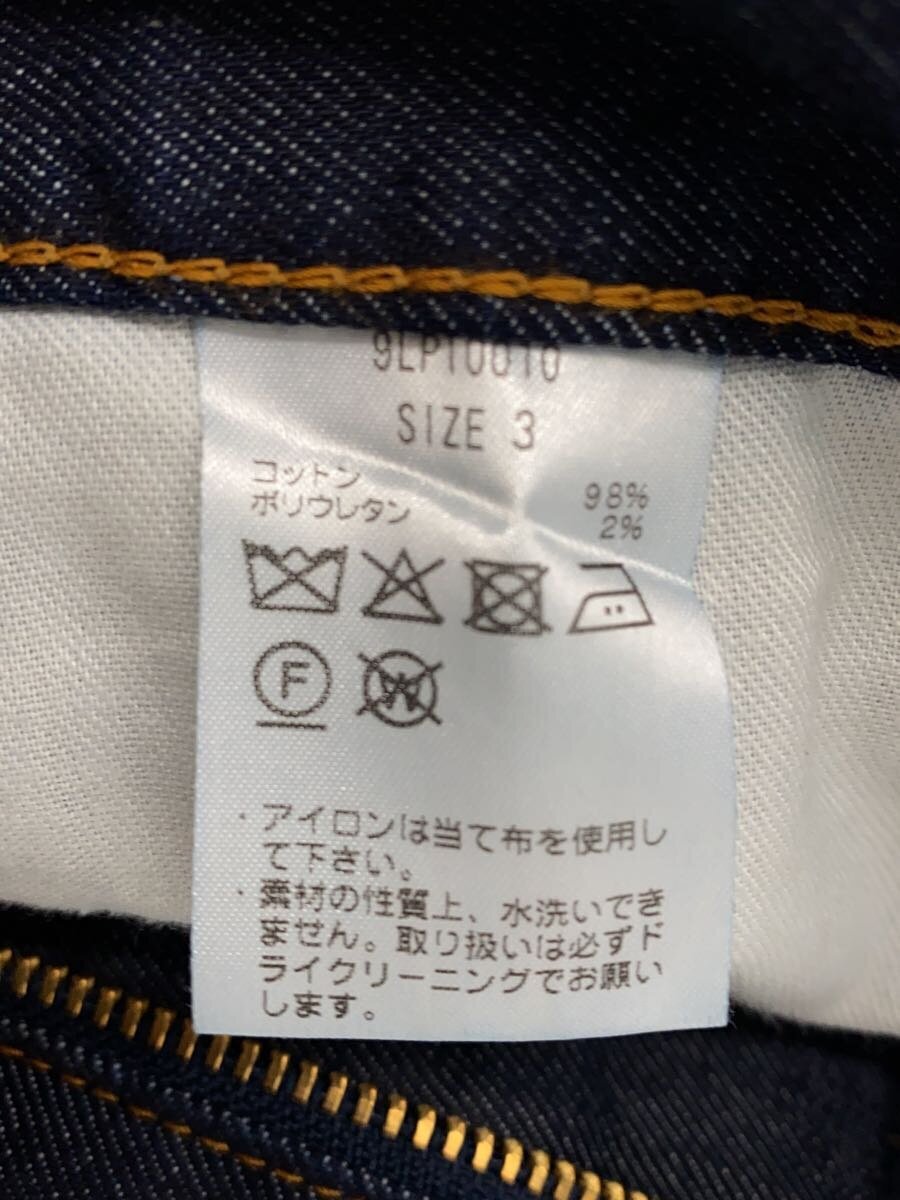 9LP10010
SIZE 3
コットン 98%
ポリウレタン 2%
F
W
・アイロンは当て布を使用し
て下さい。
・素材の性質上、水洗いでき
ません。取り扱いは必ずド
ライクリーニングでお願い
します。